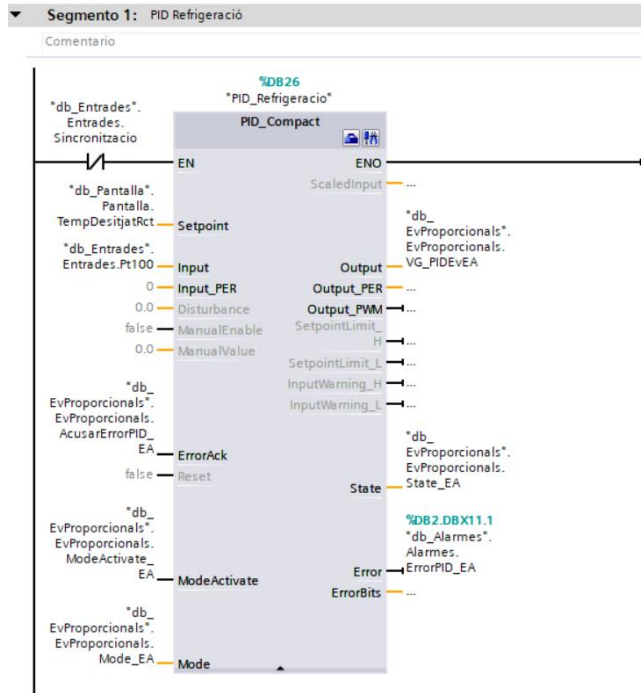 Segmento 1: PID Refrigeració
Comentario
%DB26
"PID_Refrigeracio"
PID_Compact
"db_Entrades".
Entrades.
Sincronitzacio
EN
ENO
ScaledInput
...
"db_Pantalla".
Pantalla.
TempDesitjatRct
Setpoint
"db_Entrades".
Entrades.Pt100
Input
"db_
EvProporcionals".
EvProporcionals.
VG_PIDEvEA
Output
0
Input_PER
Output_PER
...
0.0
Disturbance
Output_PWM
...
false
ManualEnable
SetpointLimit_
H
...
0.0
ManualValue
SetpointLimit_L
...
InputWarning_H
...
InputWarning_L
...
"db_
EvProporcionals".
EvProporcionals.
AcusarErrorPID_
EA
ErrorAck
false
Reset
"db_
EvProporcionals".
EvProporcionals.
State_EA
State
"db_
EvProporcionals".
EvProporcionals.
ModeActivate_
EA
ModeActivate
%DB2.DBX11.1
"db_Alarmes".
Alarmes.
ErrorPID_EA
Error
ErrorBits
...
"db_
EvProporcionals".
EvProporcionals.
Mode_EA
Mode